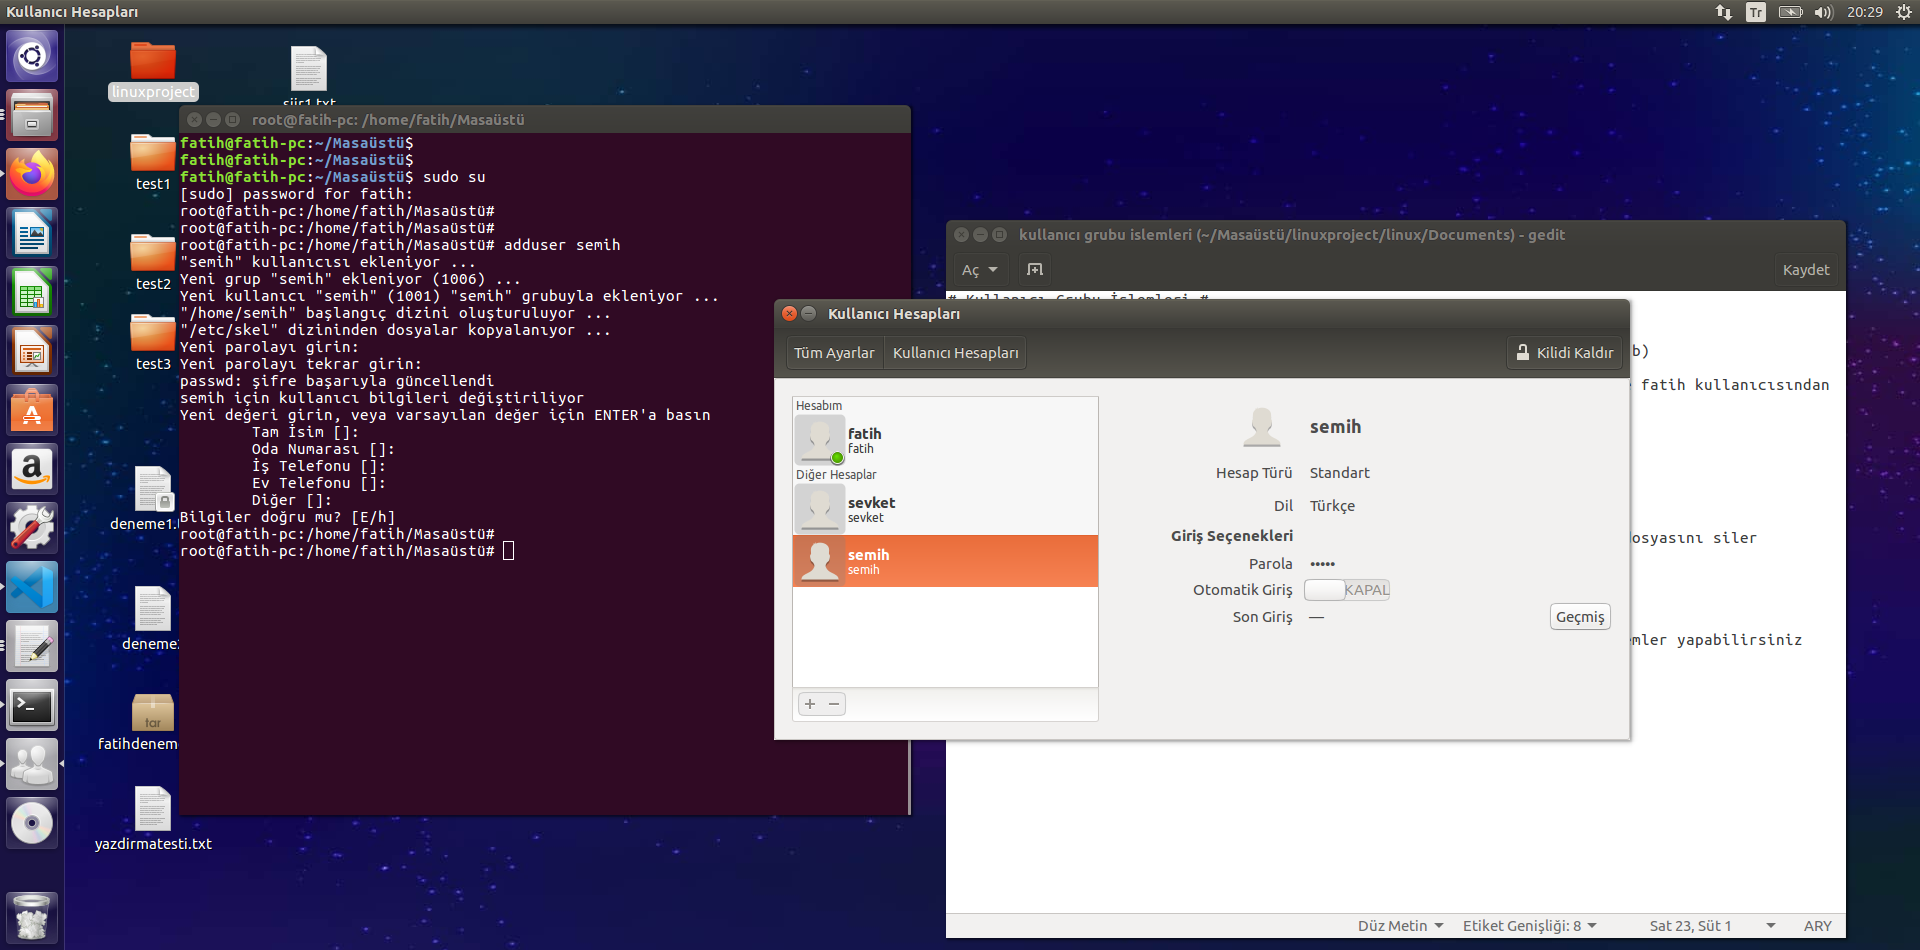 Kullanıcı Hesapları
Tr
20:29
linuxproject
siir1.txt
test1
test2
test3
deneme1.
deneme
tar
fatihdenem
yazdirmatesti.txt
root@fatih-pc: /home/fatih/Masaüstü
fatih@fatih-pc:~/Masaüstü$
fatih@fatih-pc:~/Masaüstü$
fatih@fatih-pc:~/Masaüstü$ sudo su
[sudo] password for fatih:
root@fatih-pc:/home/fatih/Masaüstü#
root@fatih-pc:/home/fatih/Masaüstü#
root@fatih-pc:/home/fatih/Masaüstü# adduser semih
"semih" kullanıcısı ekleniyor ...
Yeni grup "semih" ekleniyor (1006) ...
Yeni kullanıcı "semih" (1001) "semih" grubuyla ekleniyor ...
"/home/semih" başlangıç dizini oluşturuluyor ...
"/etc/skel" dizininden dosyalar kopyalanıyor ...
Yeni parolayı girin:
Yeni parolayı tekrar girin:
passwd: şifre başarıyla güncellendi
semih için kullanıcı bilgileri değiştiriliyor
Yeni değeri girin, veya varsayılan değer için ENTER'a basın
Tam İsim []:
Oda Numarası []:
İş Telefonu []:
Ev Telefonu []:
Diğer []:
Bilgiler doğru mu? [E/h]
root@fatih-pc:/home/fatih/Masaüstü#
root@fatih-pc:/home/fatih/Masaüstü#
kullanıcı grubu islemleri (~/Masaüstü/linuxproject/linux/Documents) - gedit
Aç
Kaydet
# Kullanıcı Grubu İşlemleri #
b)
fatih kullanıcısından
dosyasını siler
emler yapabilirsiniz
Düz Metin
Etiket Genişliği: 8
Sat 23, Süt 1
ARY
Kullanıcı Hesapları
Tüm Ayarlar
Kullanıcı Hesapları
Kilidi Kaldır
Hesabım
fatih
fatih
Diğer Hesaplar
sevket
sevket
semih
semih
+ −
semih
Hesap Türü Standart
Dil Türkçe
Giriş Seçenekleri
Parola •••••
Otomatik Giriş KAPAL
Son Giriş —
Geçmiş